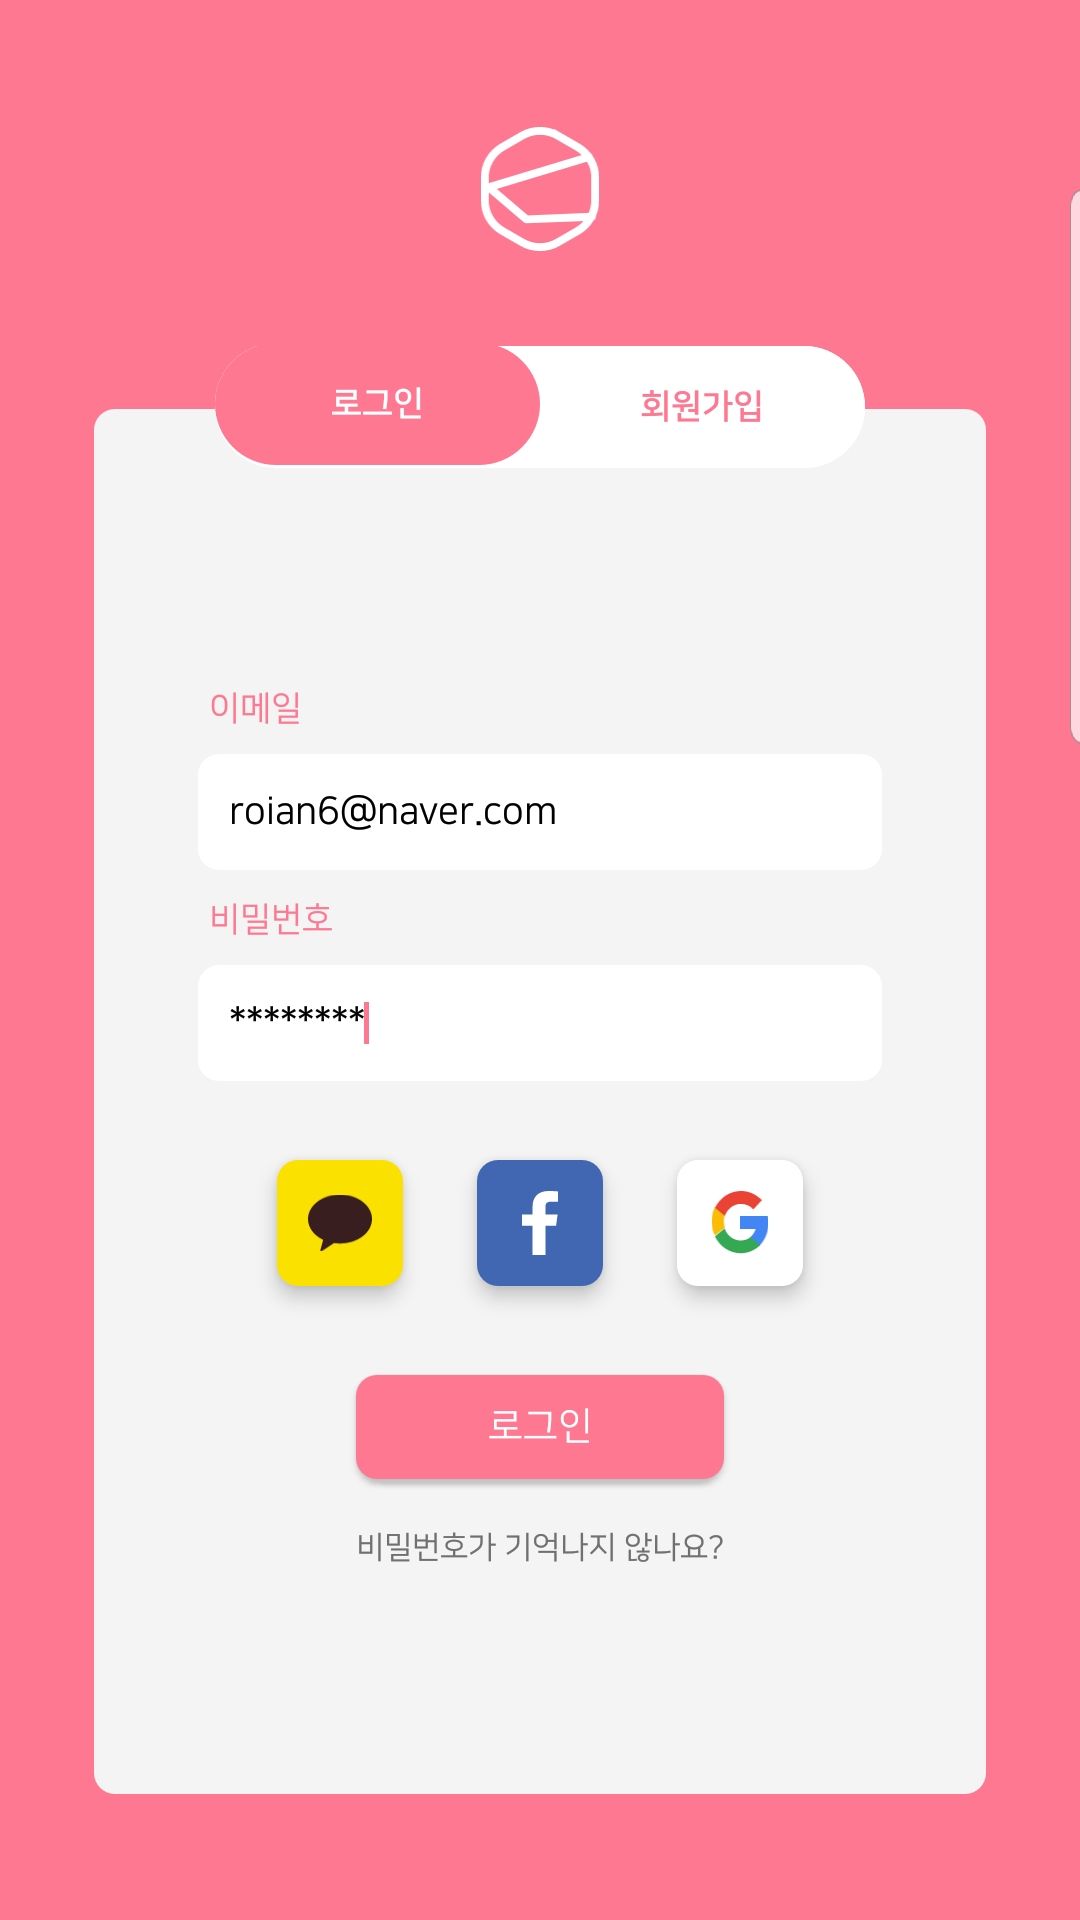 로그인
회원가입
이메일
roian6@naver.com
비밀번호
********
로그인
비밀번호가 기억나지 않나요?